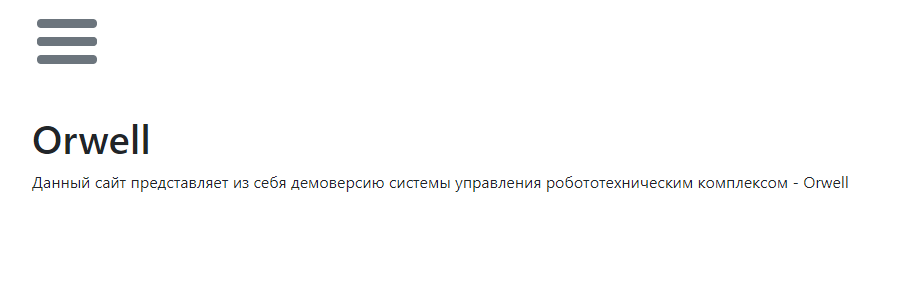 Orwell
Данный сайт представляет из себя демоверсию системы управления робототехническим комплексом - Orwell